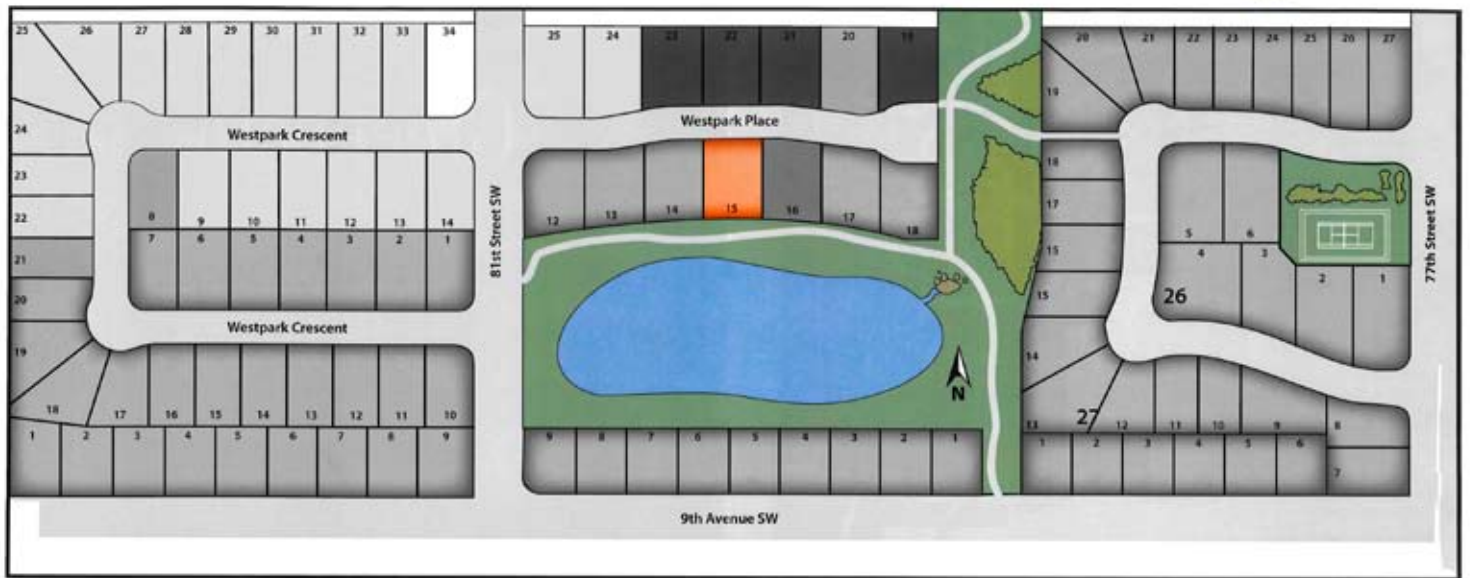 25 26 27 28 29 30 31 32 33 34
25 24 23 22 21 20 19
20 21 22 23 24 25 26 27
19
24
Westpark Crescent
Westpark Place
23
22
21
20
19
18
8 9 10 11 12 13 14
7 6 5 4 3 2 1
81st Street SW
12 13 14 15 16 17 18
18
17
15
15
14
13
5 6
4 3
2 1
26
77th Street SW
Westpark Crescent
N
17 16 15 14 13 12 11 10
27
12 11 10 9
8
7
1 2 3 4 5 6 7 8 9
9 8 7 6 5 4 3 2 1
1 2 3 4 5 6
9th Avenue SW